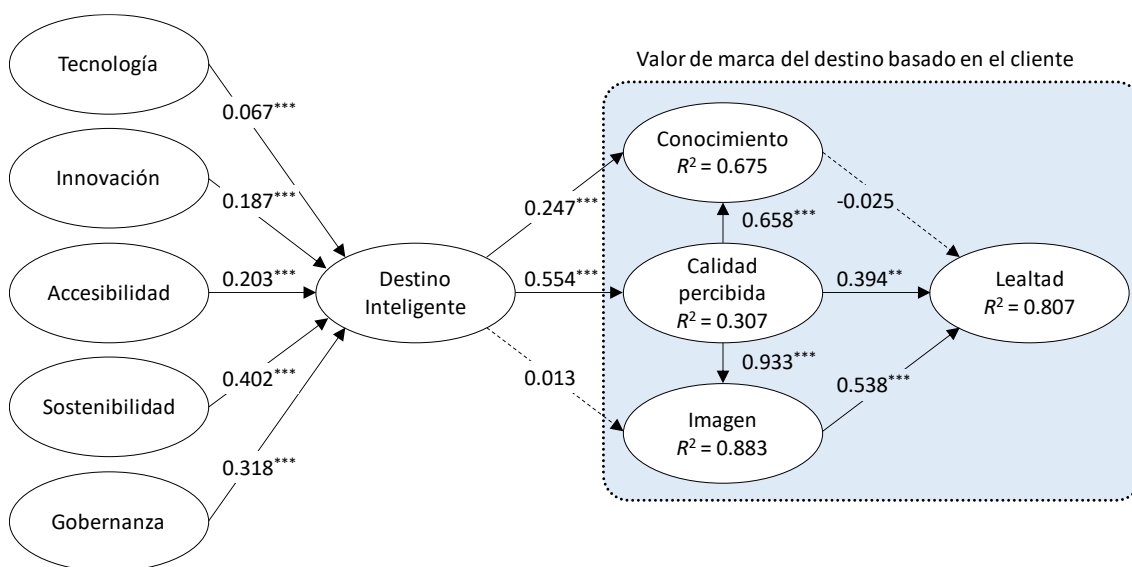 Valor de marca del destino basado en el cliente
Tecnología
0.067***
Innovación
0.187***
Accesibilidad
0.203***
Sostenibilidad
0.402***
Gobernanza
0.318***
Destino
Inteligente
0.247***
0.554***
0.013
Conocimiento
R² = 0.675
-0.025
0.658***
Calidad
percibida
R² = 0.307
0.394**
0.933***
Imagen
R² = 0.883
0.538***
Lealtad
R² = 0.807